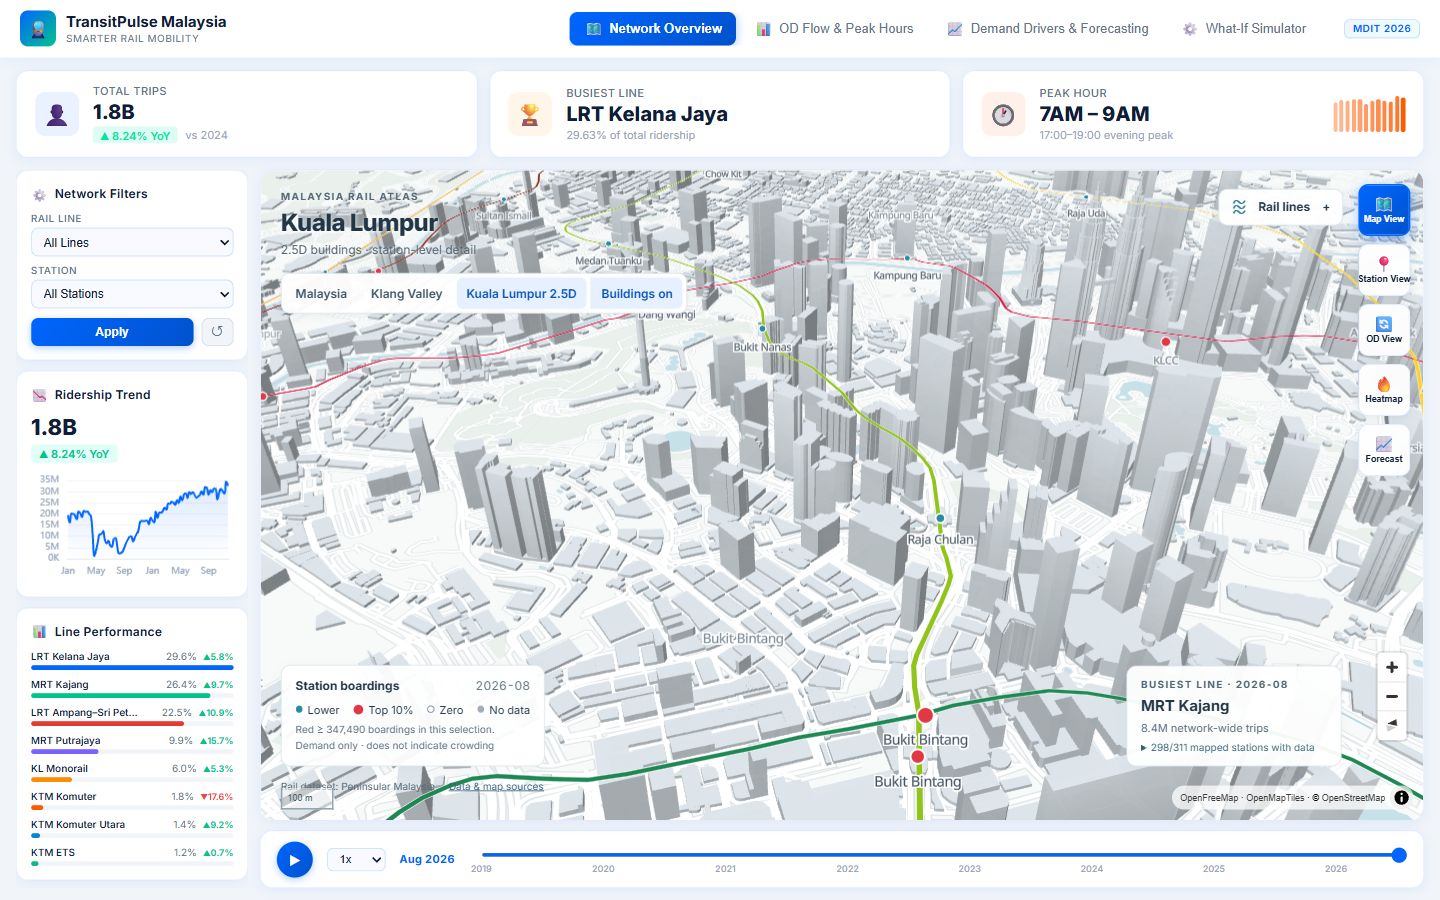 TransitPulse Malaysia
SMARTER RAIL MOBILITY
Network Overview
OD Flow & Peak Hours
Demand Drivers & Forecasting
What-If Simulator
MDIT 2026
TOTAL TRIPS
1.8B
▲ 8.24% YoY vs 2024
BUSIEST LINE
LRT Kelana Jaya
29.63% of total ridership
PEAK HOUR
7AM – 9AM
17:00–19:00 evening peak
Network Filters
RAIL LINE
All Lines
STATION
All Stations
Apply
Ridership Trend
1.8B
▲ 8.24% YoY
35M
30M
25M
20M
15M
10M
5M
0K
Jan May Sep Jan May Sep
Line Performance
LRT Kelana Jaya 29.6% ▲5.8%
MRT Kajang 26.4% ▲9.7%
LRT Ampang–Sri Pet... 22.5% ▲10.9%
MRT Putrajaya 9.9% ▲15.7%
KL Monorail 6.0% ▲5.3%
KTM Komuter 1.8% ▼17.6%
KTM Komuter Utara 1.4% ▲9.2%
KTM ETS 1.2% ▲0.7%
MALAYSIA RAIL ATLAS
Kuala Lumpur
2.5D buildings · station-level detail
Malaysia
Klang Valley
Kuala Lumpur 2.5D
Buildings on
Chow Kit
Sultan Ismail
Kampung Baru
Raja Uda
Medan Tuanku
Kampung Baru
Dang Wangi
Bukit Nanas
KLCC
Raja Chulan
Bukit Bintang
Bukit Bintang
Bukit Bintang
Rail lines +
Map View
Station View
OD View
Heatmap
Forecast
Station boardings 2026-08
Lower Top 10% Zero No data
Red ≥ 347,490 boardings in this selection.
Demand only · does not indicate crowding
Rail dataset: Peninsular Malaysia · Data & map sources
100 m
BUSIEST LINE · 2026-08
MRT Kajang
8.4M network-wide trips
▶ 298/311 mapped stations with data
+
−
OpenFreeMap · OpenMapTiles · © OpenStreetMap
1x
Aug 2026
2019 2020 2021 2022 2023 2024 2025 2026